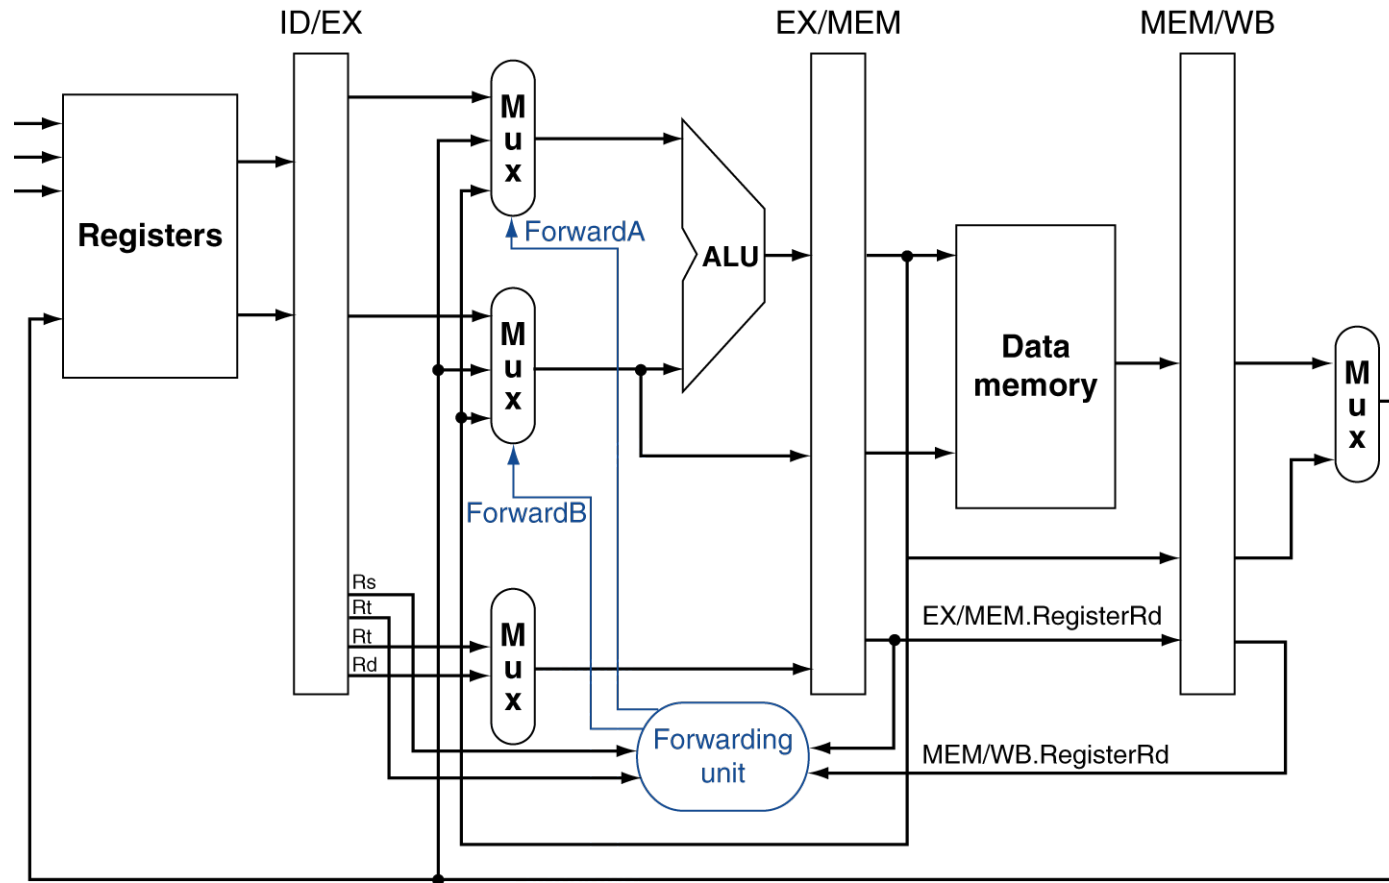 ID/EX
EX/MEM
MEM/WB
M
u
x
Registers
ForwardA
ALU
M
u
x
Data
memory
M
u
x
ForwardB
Rs
Rt
Rt
Rd
M
u
x
EX/MEM.RegisterRd
Forwarding
unit
MEM/WB.RegisterRd